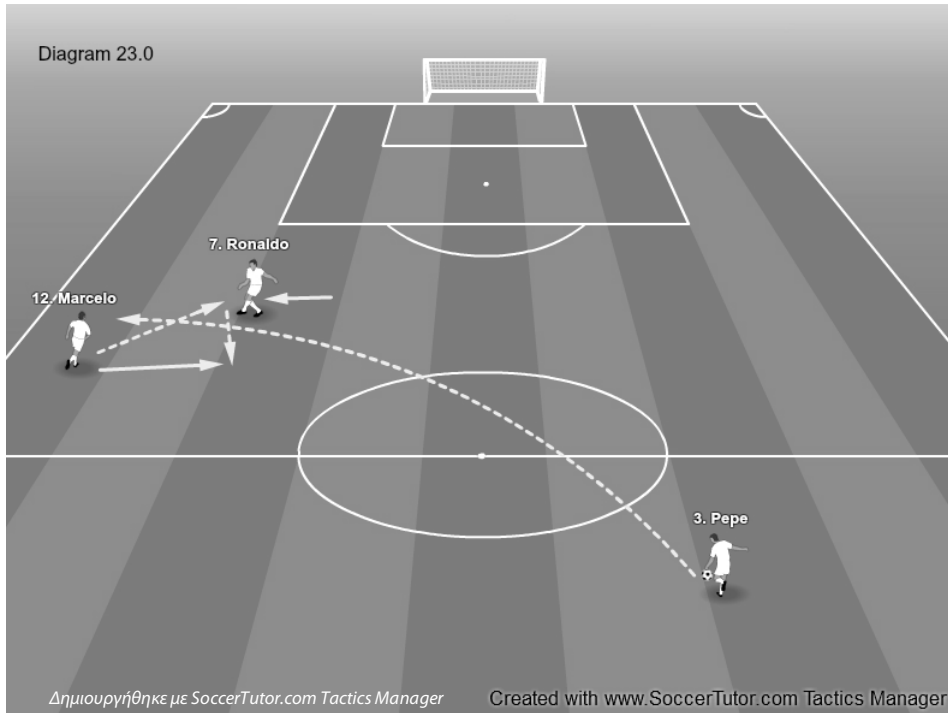 Diagram 23.0
7. Ronaldo
12. Marcelo
3. Pepe
Δημιουργήθηκε με SoccerTutor.com Tactics Manager
Created with www.SoccerTutor.com Tactics Manager